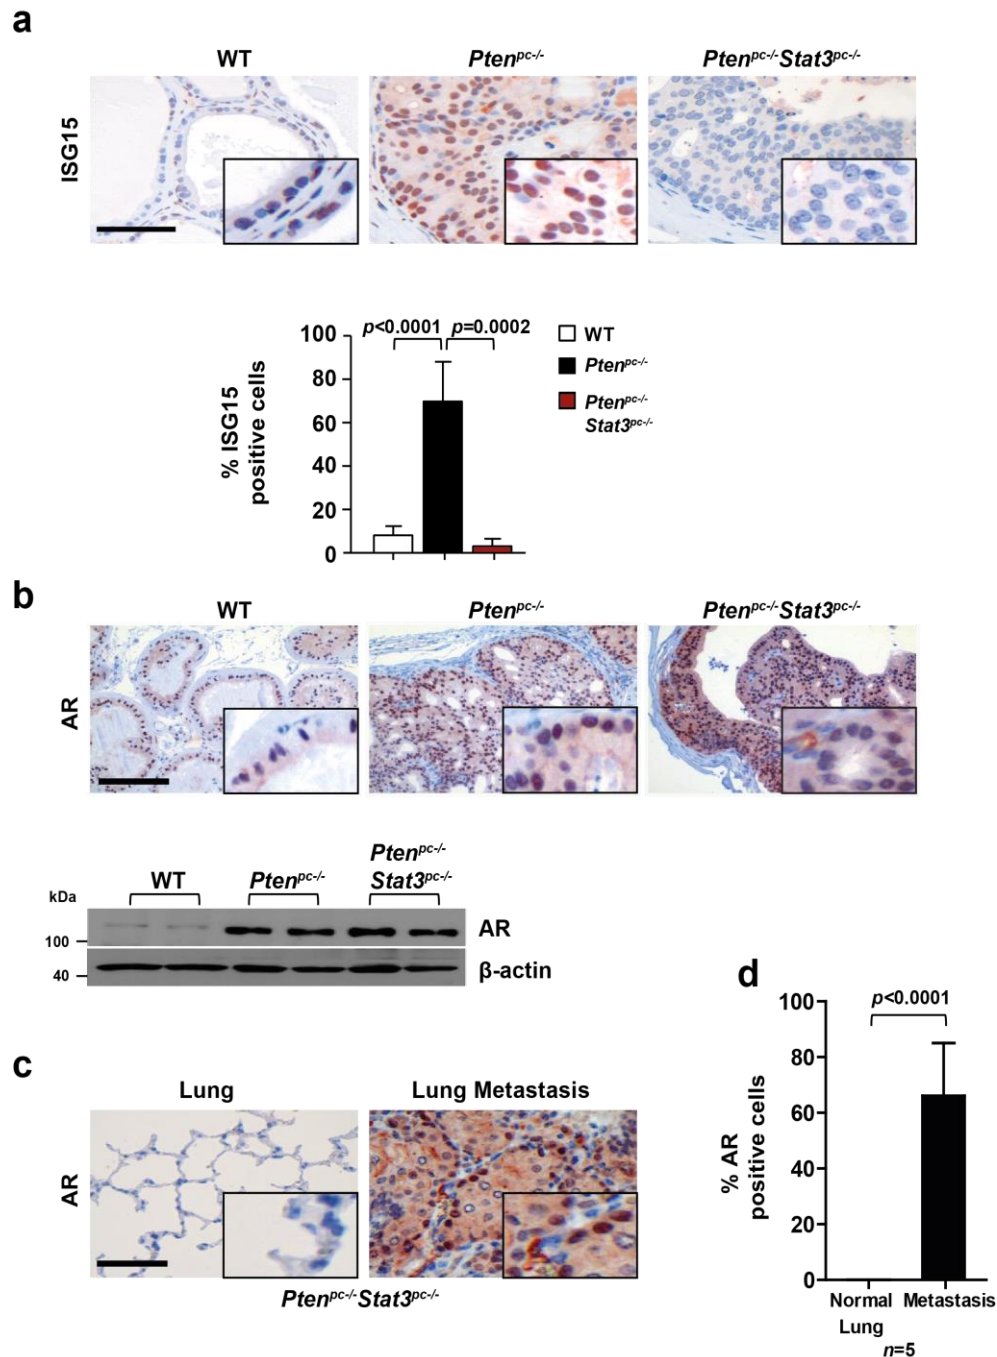 a
WT
Pten^pc-/-
Pten^pc-/-Stat3^pc-/-
ISG15
100
80
60
40
20
0
% ISG15
positive cells
p<0.0001
p=0.0002
WT
Pten^pc-/-
Pten^pc-/-
Stat3^pc-/-
b
WT
Pten^pc-/-
Pten^pc-/-Stat3^pc-/-
AR
kDa
WT
Pten^pc-/-
Pten^pc-/-
Stat3^pc-/-
100
AR
40
β-actin
c
Lung
Lung Metastasis
AR
Pten^pc-/-Stat3^pc-/-
d
100
80
60
40
20
0
% AR
positive cells
p<0.0001
Normal
Lung
Metastasis
n=5